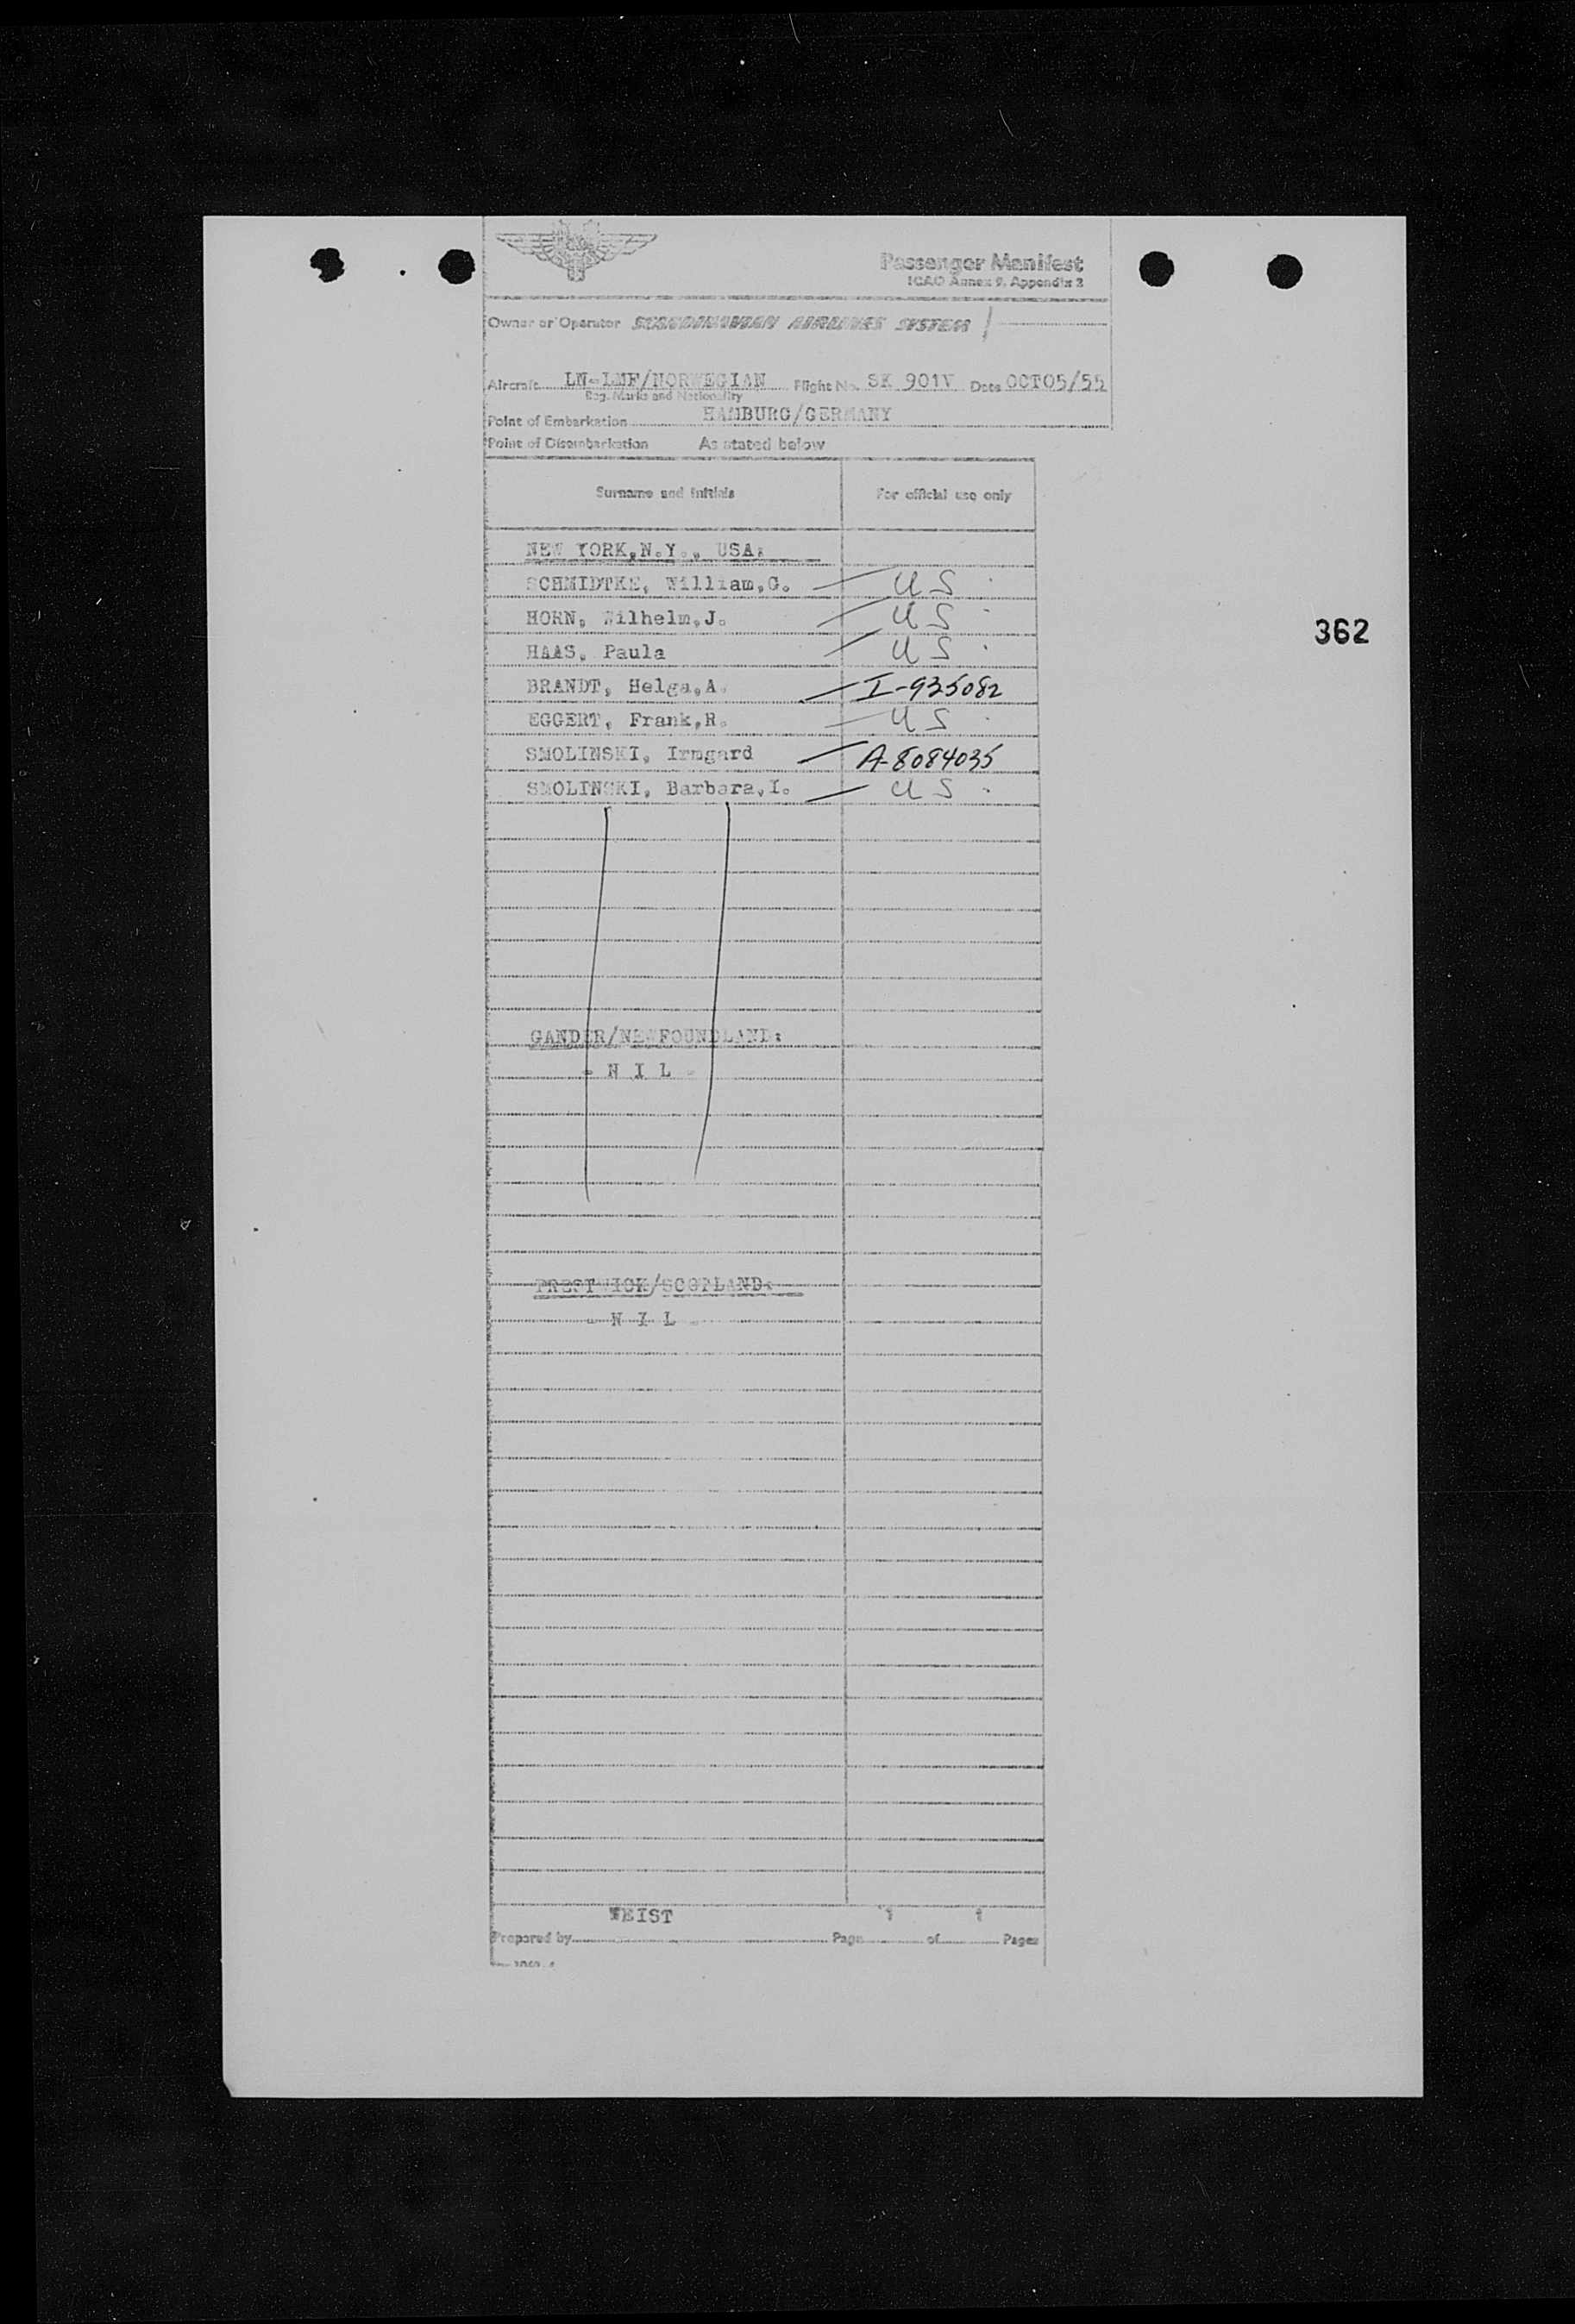 Passenger Manifest
ICAO Annex 9, Appendix 2
Owner or Operator SCANDINAVIAN AIRLINES SYSTEM
Aircraft LN-LMF/NORWEGIAN Flight No. SK 901V Date OCT05/55
Reg. Marks and Nationality
Point of Embarkation HAMBURG/GERMANY
Point of Disembarkation As stated below
Surname and initials For official use only
NEW YORK,N.Y., USA:
SCHMIDTKE, William,G. US
HORN, Wilhelm,J. US
362
HAAS, Paula US
BRANDT, Helga,A. I-935082
EGGERT, Frank,R. US
SMOLINSKI, Irmgard A-8084035
SMOLINSKI, Barbara,I. US
GANDER/NEWFOUNDLAND:
- N I L -
PRESTWICK/SCOTLAND:
- N I L -
WEIST 1 1
Prepared by Page of Pages